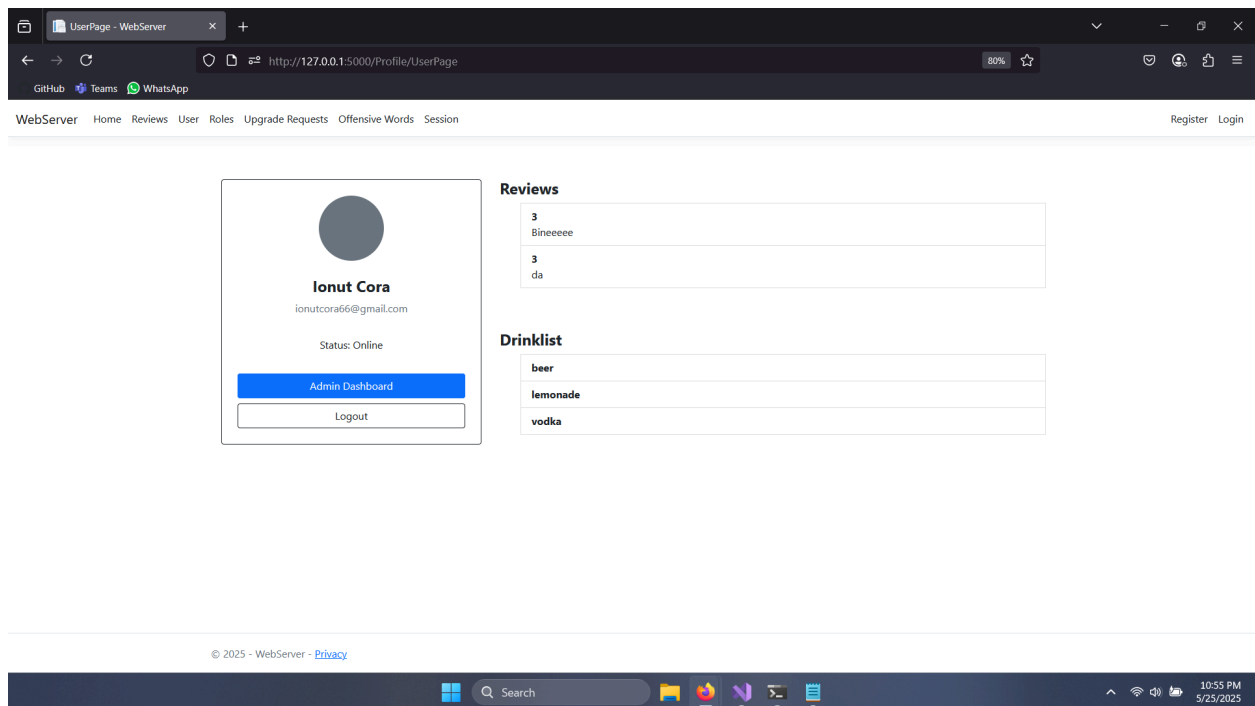 UserPage - WebServer
http://127.0.0.1:5000/Profile/UserPage
80%
GitHub Teams WhatsApp
WebServer Home Reviews User Roles Upgrade Requests Offensive Words Session Register Login
Ionut Cora
ionutcora66@gmail.com
Status: Online
Admin Dashboard
Logout
Reviews
3
Bineeeee
3
da
Drinklist
beer
lemonade
vodka
© 2025 - WebServer - Privacy
Search
10:55 PM
5/25/2025